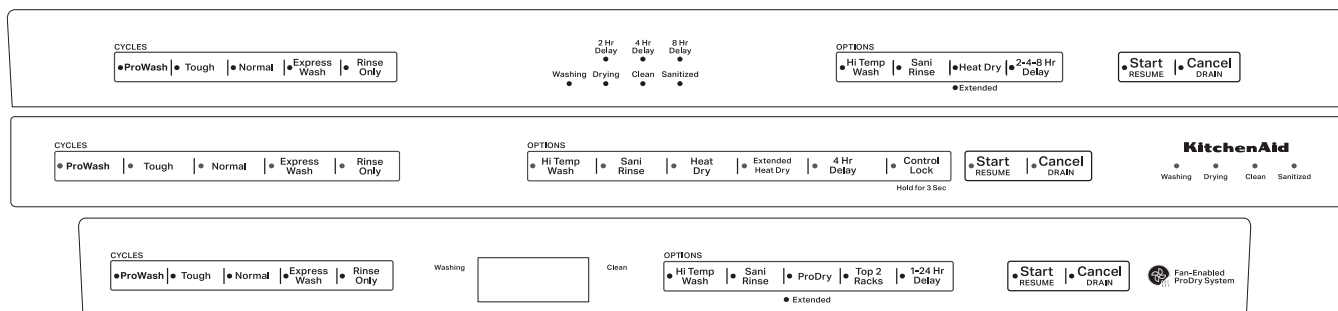 CYCLES
ProWash Tough Normal Express Wash Rinse Only
2 Hr Delay 4 Hr Delay 8 Hr Delay
Washing Drying Clean Sanitized
OPTIONS
Hi Temp Wash Sani Rinse Heat Dry 2-4-8 Hr Delay
Extended
Start RESUME Cancel DRAIN
CYCLES
ProWash Tough Normal Express Wash Rinse Only
OPTIONS
Hi Temp Wash Sani Rinse Heat Dry Extended Heat Dry 4 Hr Delay Control Lock
Hold for 3 Sec
Start RESUME Cancel DRAIN
KitchenAid
Washing Drying Clean Sanitized
CYCLES
ProWash Tough Normal Express Wash Rinse Only
Washing Clean
OPTIONS
Hi Temp Wash Sani Rinse ProDry Top 2 Racks 1-24 Hr Delay
Extended
Start RESUME Cancel DRAIN
Fan-Enabled
ProDry System